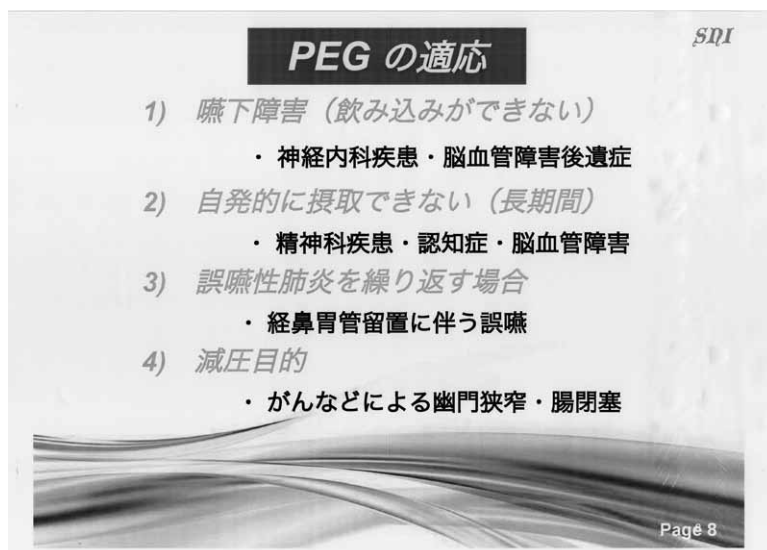 SDI
PEG の適応
1) 嚥下障害（飲み込みができない）
・ 神経内科疾患・脳血管障害後遺症
2) 自発的に摂取できない（長期間）
・ 精神科疾患・認知症・脳血管障害
3) 誤嚥性肺炎を繰り返す場合
・ 経鼻胃管留置に伴う誤嚥
4) 減圧目的
・ がんなどによる幽門狭窄・腸閉塞
Page 8